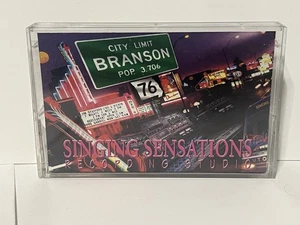 CITY LIMIT
BRANSON
POP. 3,706
76
SINGING SENSATIONS
RECORDING STUDIO